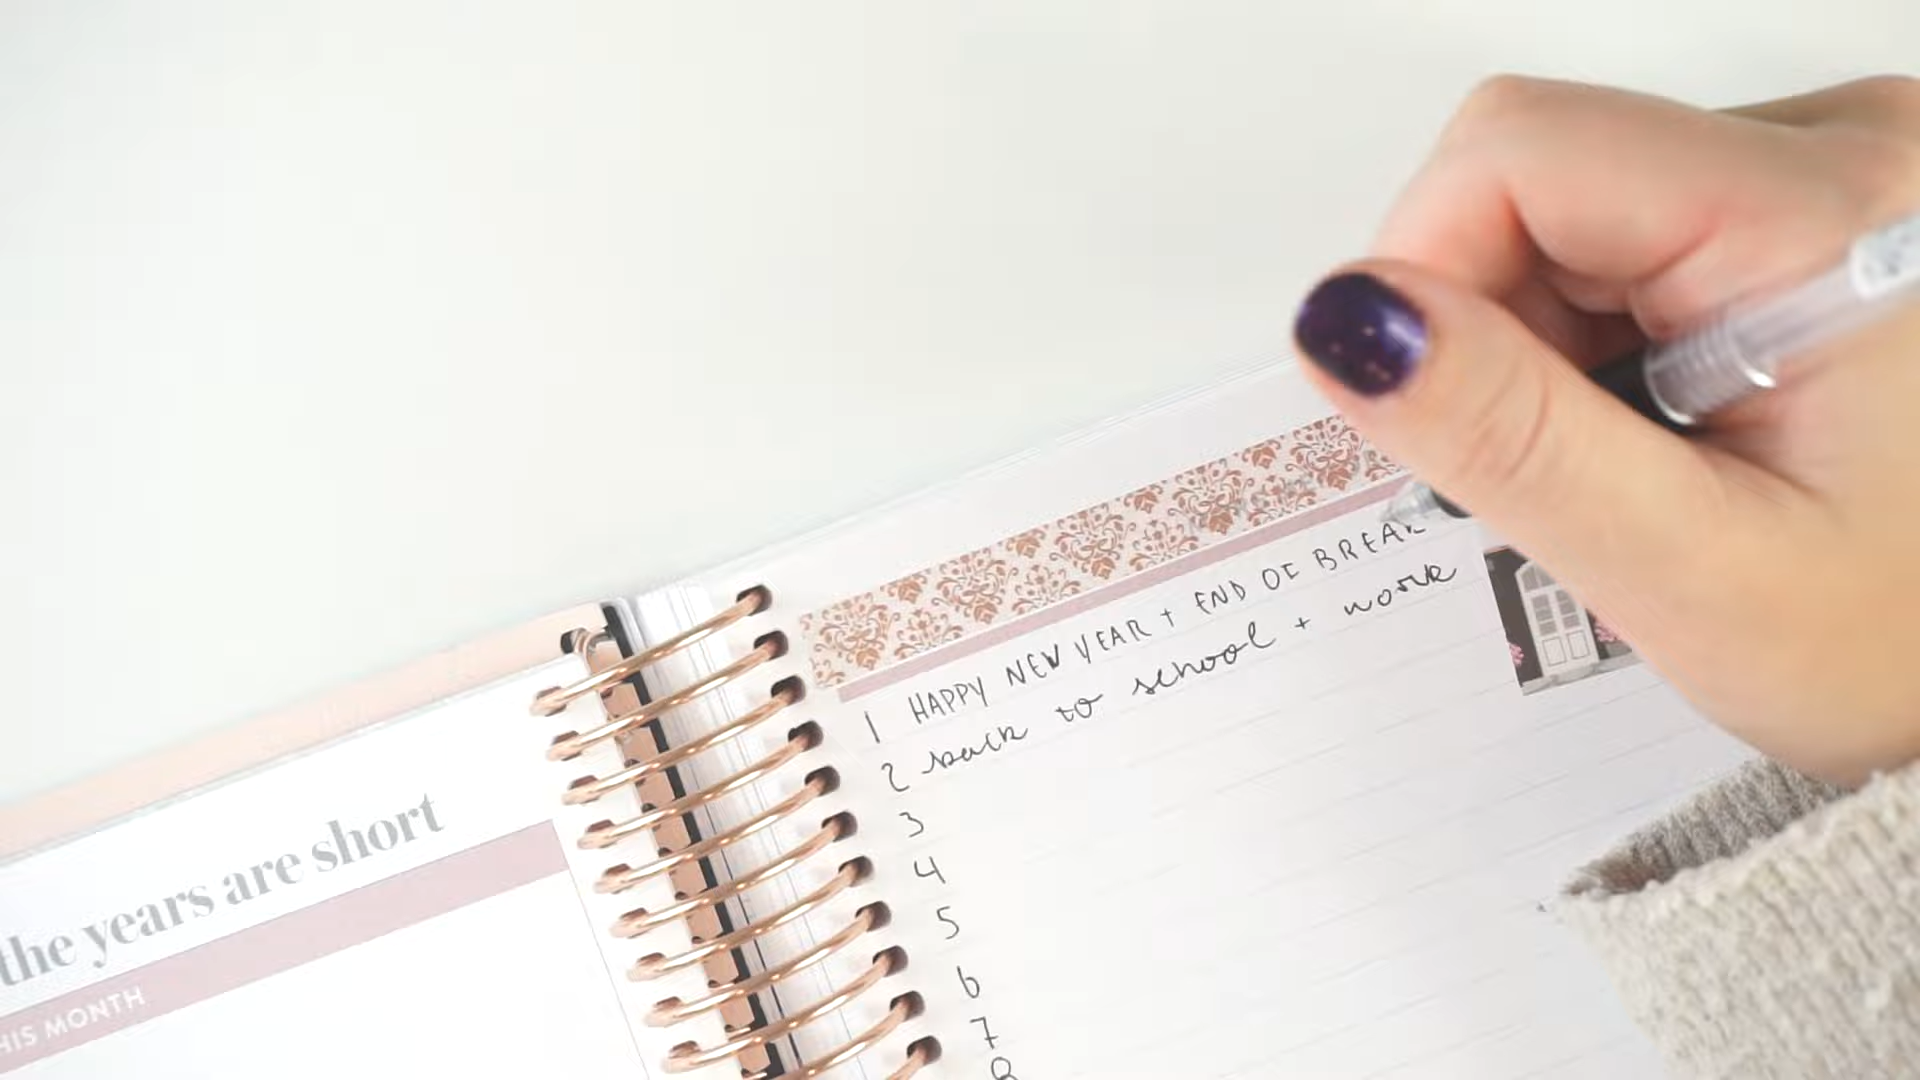 the years are short
HIS MONTH
1 HAPPY NEW YEAR + END OF BREAK
2 back to school + work
3
4
5
6
7
8